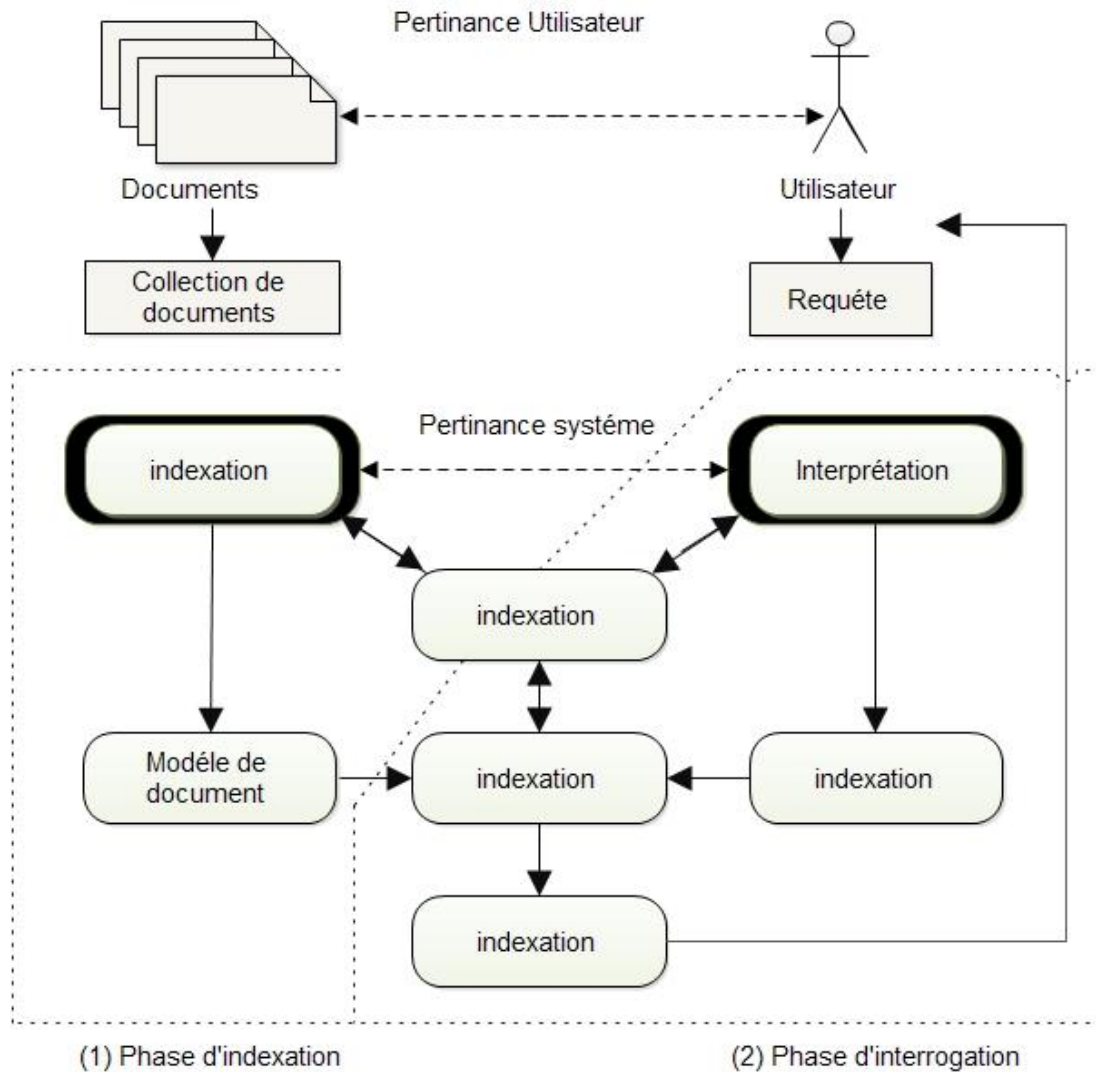 Pertinance Utilisateur
Documents
Utilisateur
Collection de
documents
Requéte
Pertinance systéme
indexation
Interprétation
indexation
Modéle de
document
indexation
indexation
indexation
(1) Phase d'indexation
(2) Phase d'interrogation